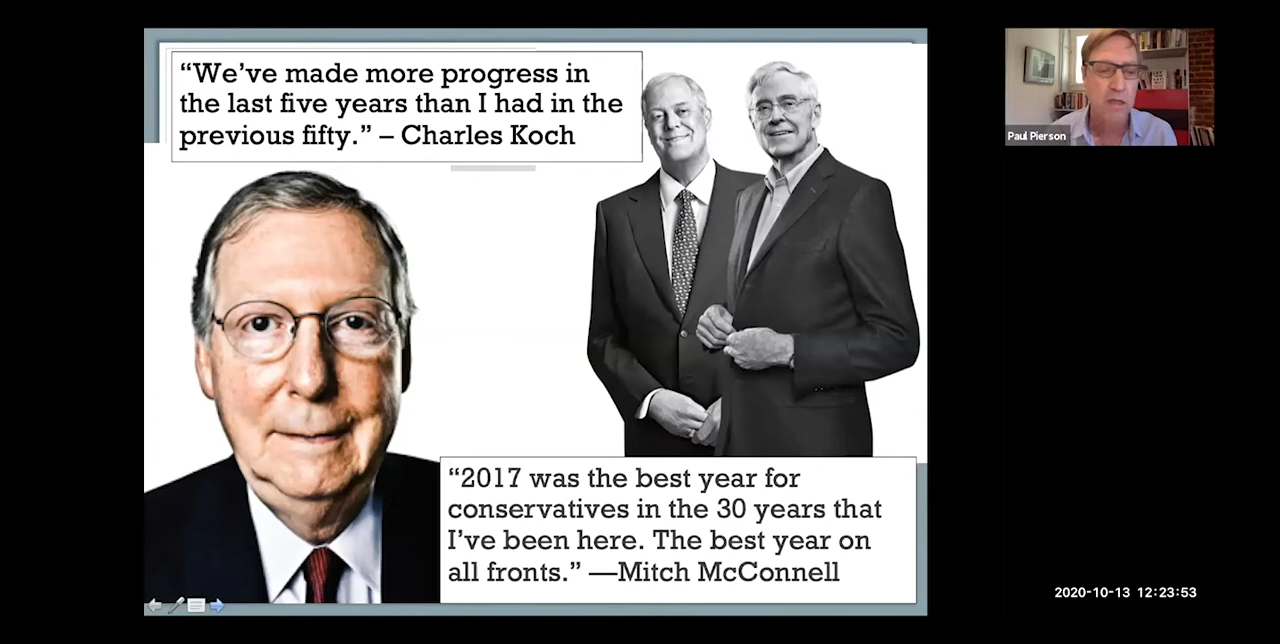 “We’ve made more progress in
the last five years than I had in the
previous fifty.” – Charles Koch
Paul Pierson
“2017 was the best year for
conservatives in the 30 years that
I’ve been here. The best year on
all fronts.” —Mitch McConnell
2020-10-13 12:23:53